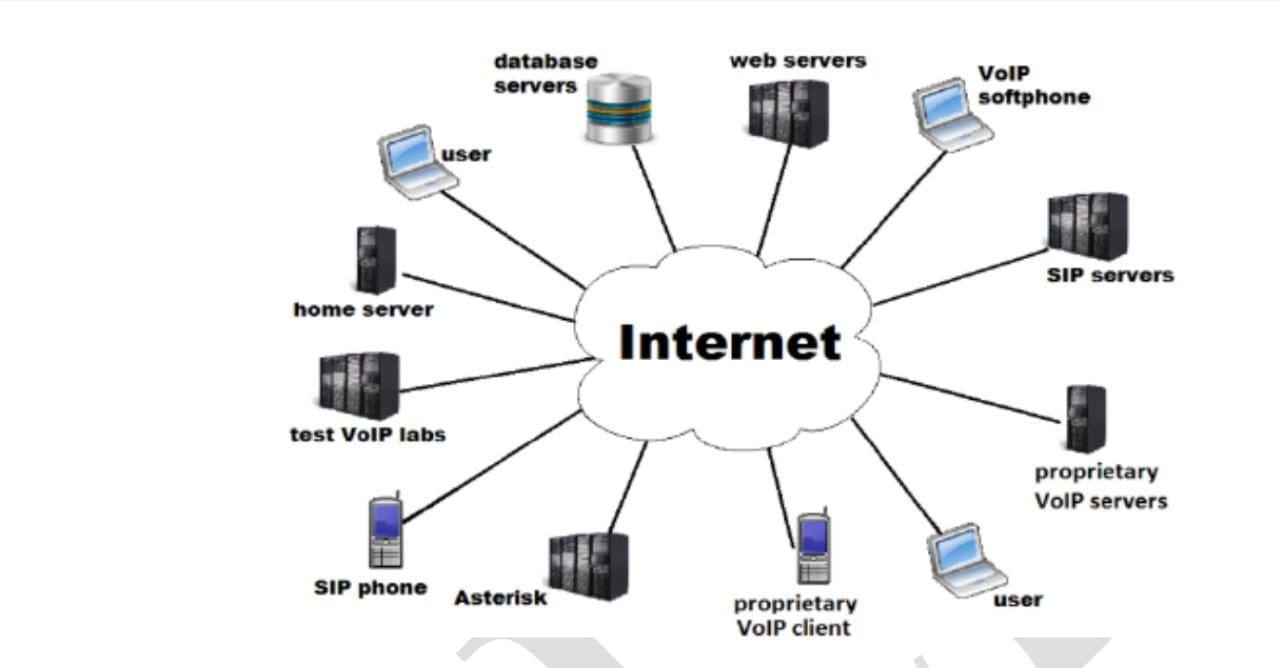 database
servers
web servers
VoIP
softphone
user
SIP servers
home server
Internet
test VoIP labs
proprietary
VoIP servers
SIP phone
Asterisk
proprietary
VoIP client
user